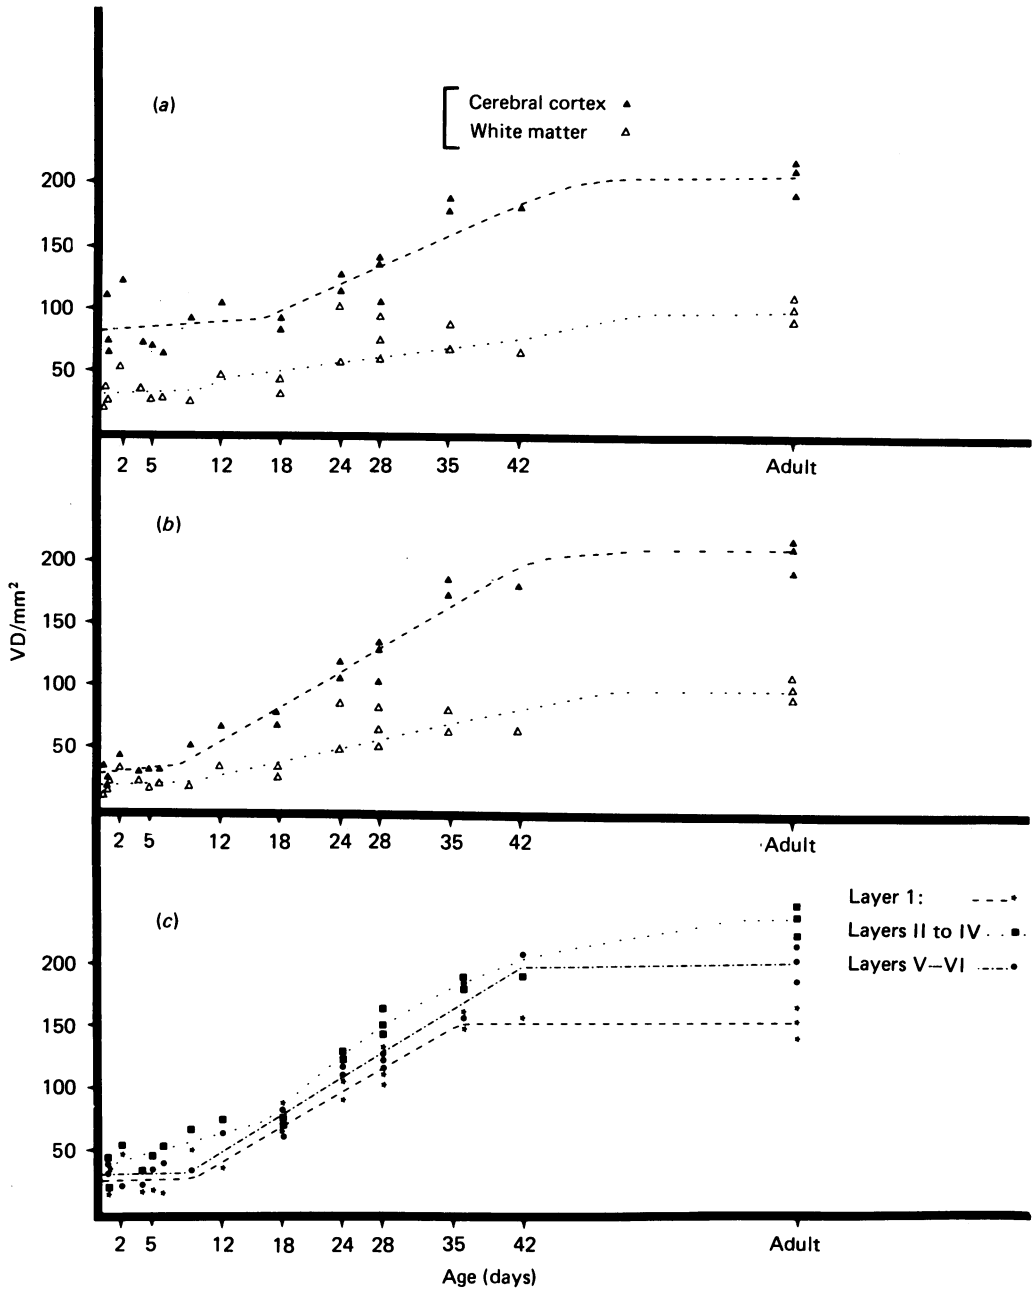 (a)
Cerebral cortex ▲
White matter △
200
150
100
50
2 5 12 18 24 28 35 42 Adult
(b)
200
150
100
50
VD/mm²
2 5 12 18 24 28 35 42 Adult
(c)
Layer 1:
Layers II to IV
Layers V–VI
200
150
100
50
2 5 12 18 24 28 35 42 Adult
Age (days)